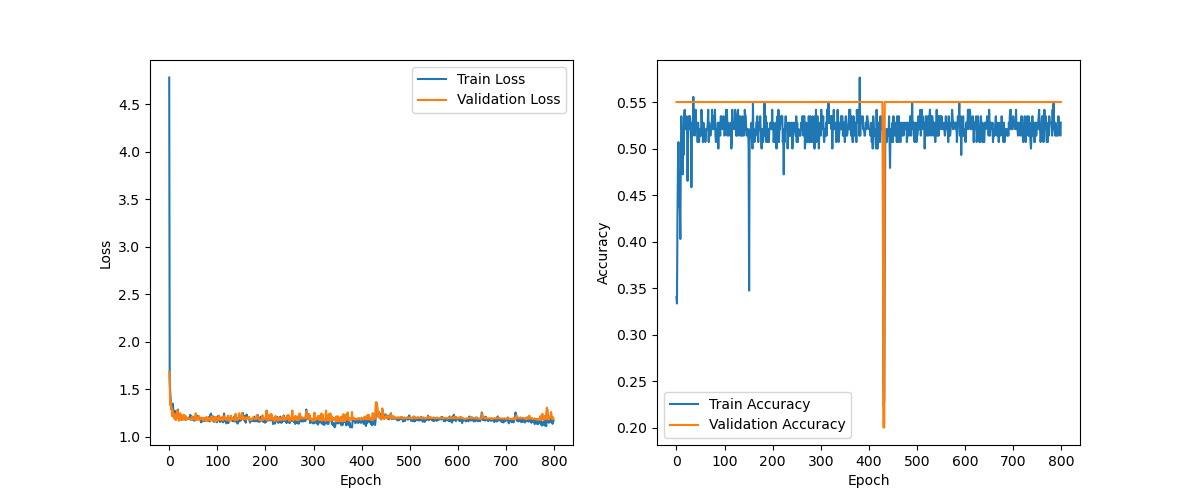 Train Loss
Validation Loss
4.5
4.0
3.5
3.0
2.5
2.0
1.5
1.0
Loss
0 100 200 300 400 500 600 700 800
Epoch
0.55
0.50
0.45
0.40
0.35
0.30
0.25
0.20
Accuracy
Train Accuracy
Validation Accuracy
0 100 200 300 400 500 600 700 800
Epoch